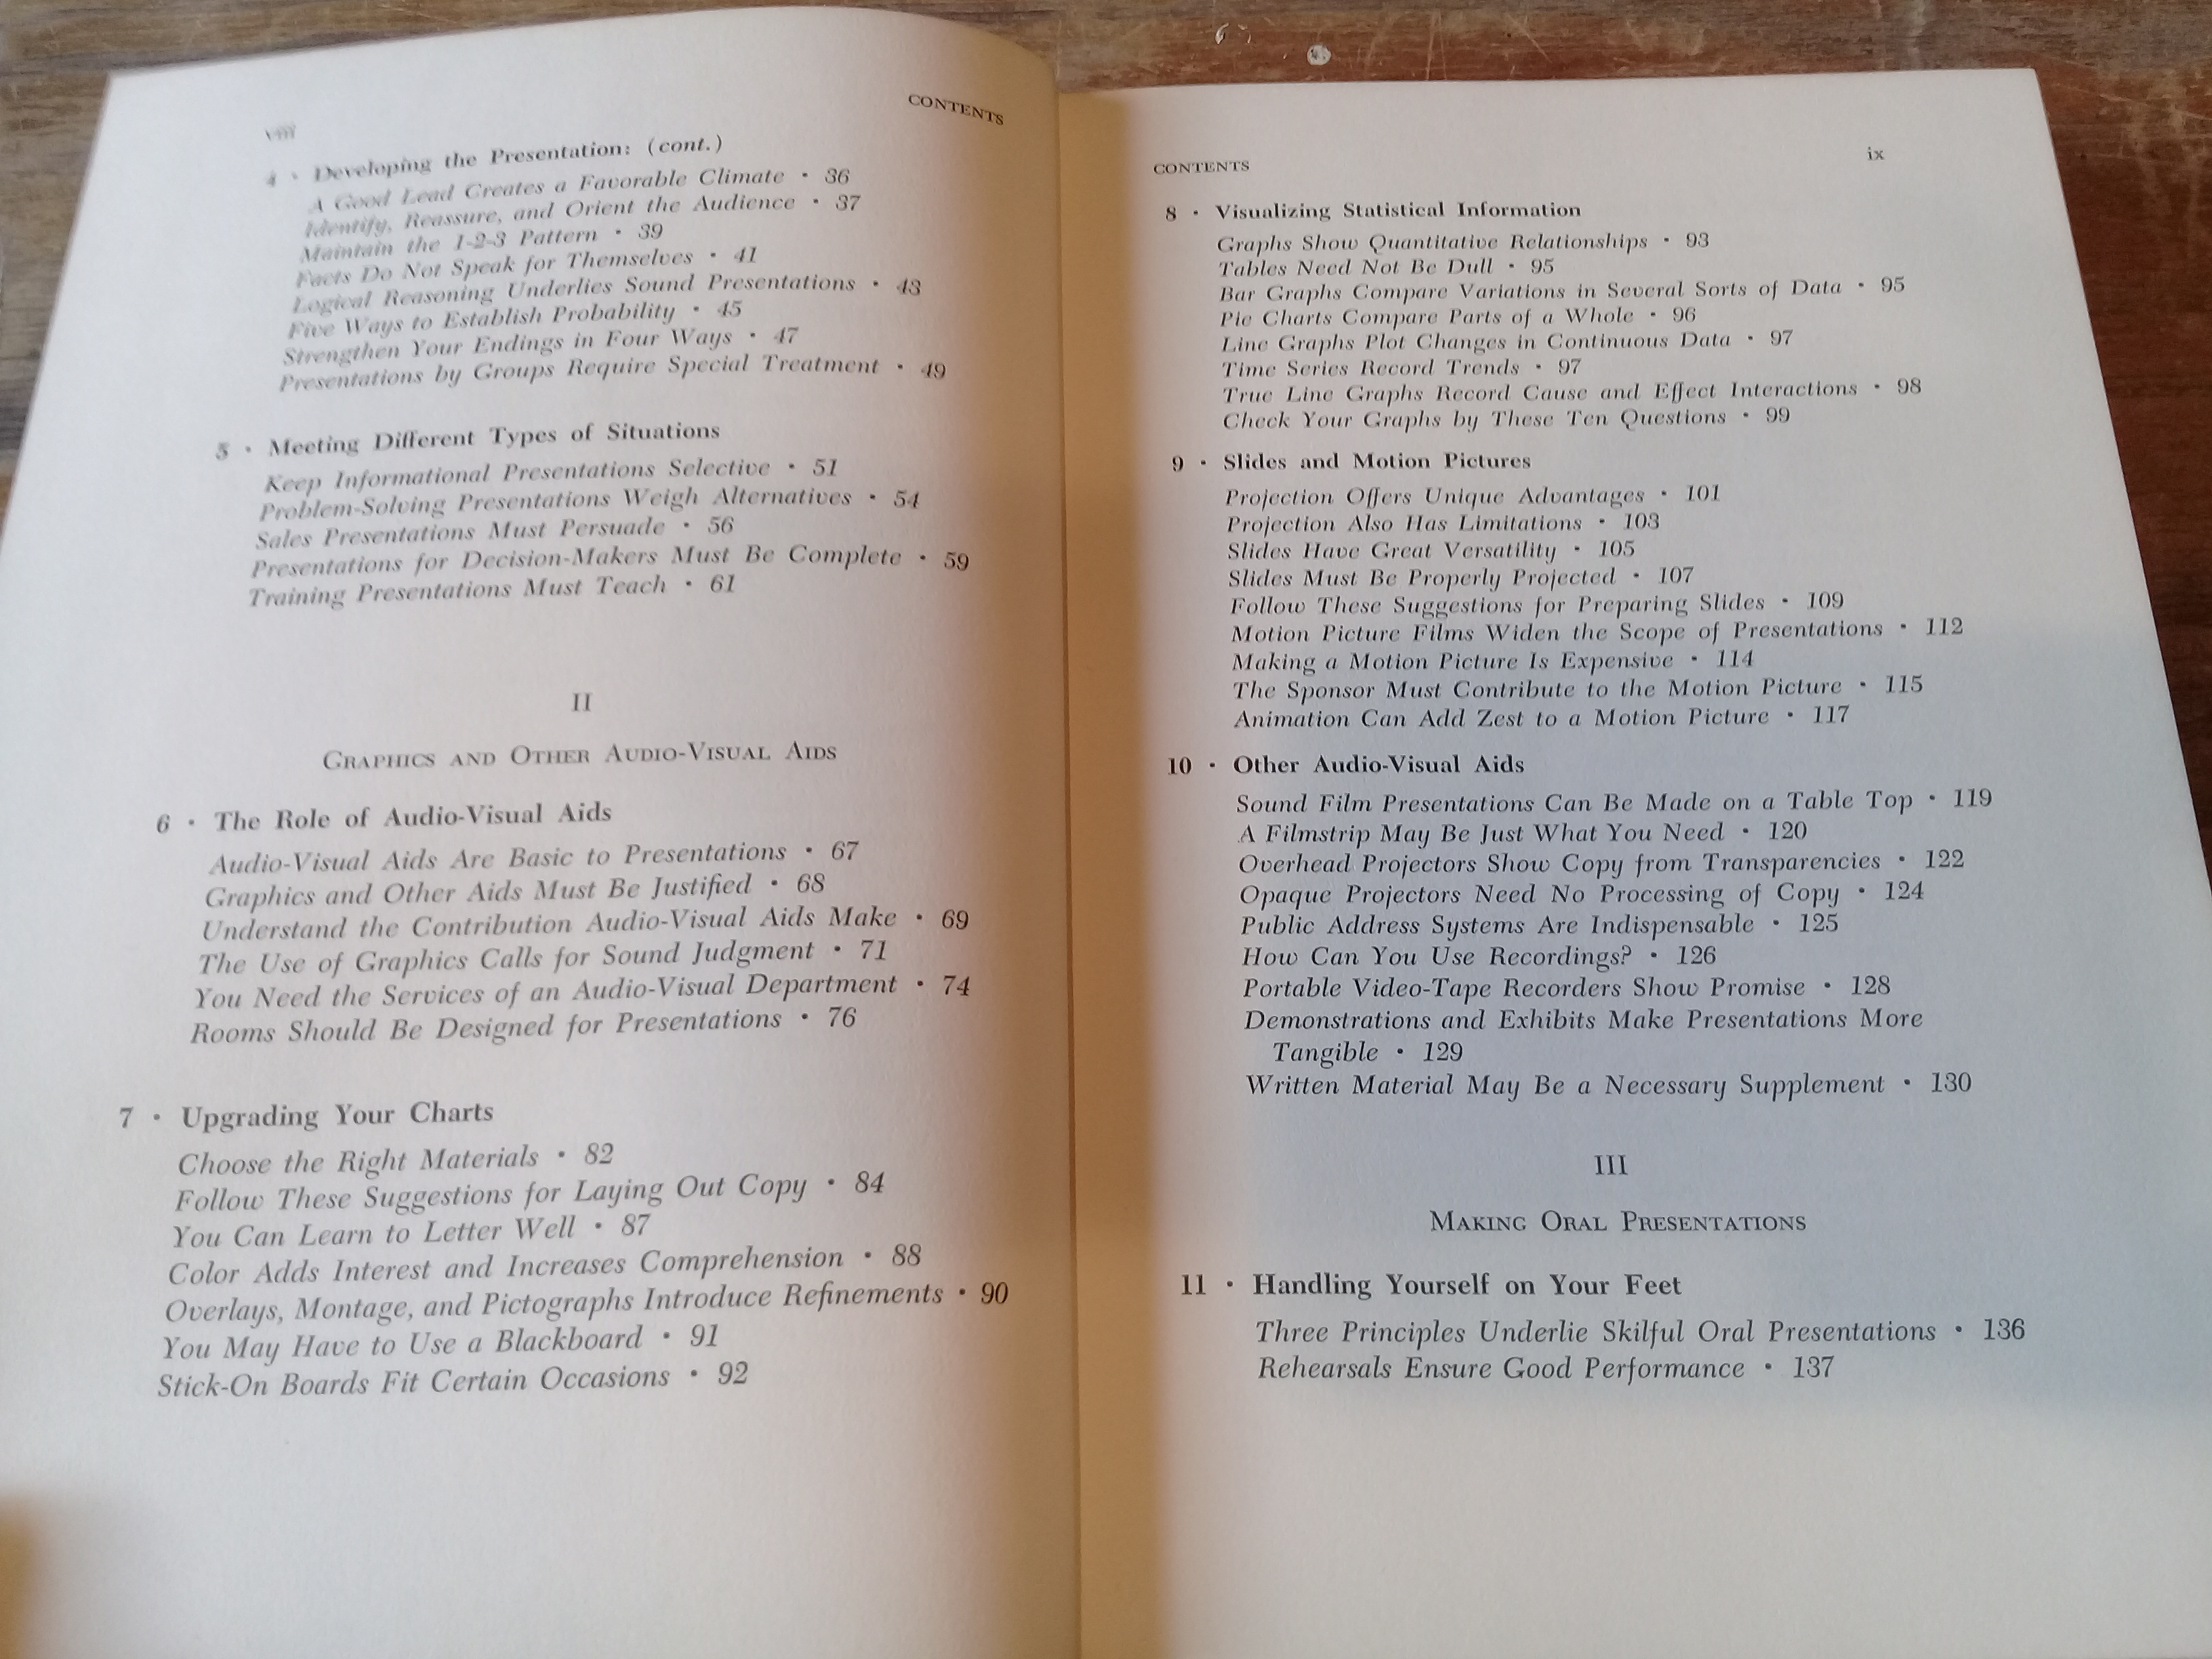 viii
CONTENTS
4 • Developing the Presentation: (cont.)
A Good Lead Creates a Favorable Climate • 36
Identify, Reassure, and Orient the Audience • 37
Maintain the 1-2-3 Pattern • 39
Facts Do Not Speak for Themselves • 41
Logical Reasoning Underlies Sound Presentations • 43
Five Ways to Establish Probability • 45
Strengthen Your Endings in Four Ways • 47
Presentations by Groups Require Special Treatment • 49
5 • Meeting Different Types of Situations
Keep Informational Presentations Selective • 51
Problem-Solving Presentations Weigh Alternatives • 54
Sales Presentations Must Persuade • 56
Presentations for Decision-Makers Must Be Complete • 59
Training Presentations Must Teach • 61
II
GRAPHICS AND OTHER AUDIO-VISUAL AIDS
6 • The Role of Audio-Visual Aids
Audio-Visual Aids Are Basic to Presentations • 67
Graphics and Other Aids Must Be Justified • 68
Understand the Contribution Audio-Visual Aids Make • 69
The Use of Graphics Calls for Sound Judgment • 71
You Need the Services of an Audio-Visual Department • 74
Rooms Should Be Designed for Presentations • 76
7 • Upgrading Your Charts
Choose the Right Materials • 82
Follow These Suggestions for Laying Out Copy • 84
You Can Learn to Letter Well • 87
Color Adds Interest and Increases Comprehension • 88
Overlays, Montage, and Pictographs Introduce Refinements • 90
You May Have to Use a Blackboard • 91
Stick-On Boards Fit Certain Occasions • 92
CONTENTS
ix
8 • Visualizing Statistical Information
Graphs Show Quantitative Relationships • 93
Tables Need Not Be Dull • 95
Bar Graphs Compare Variations in Several Sorts of Data • 95
Pie Charts Compare Parts of a Whole • 96
Line Graphs Plot Changes in Continuous Data • 97
Time Series Record Trends • 97
True Line Graphs Record Cause and Effect Interactions • 98
Check Your Graphs by These Ten Questions • 99
9 • Slides and Motion Pictures
Projection Offers Unique Advantages • 101
Projection Also Has Limitations • 103
Slides Have Great Versatility • 105
Slides Must Be Properly Projected • 107
Follow These Suggestions for Preparing Slides • 109
Motion Picture Films Widen the Scope of Presentations • 112
Making a Motion Picture Is Expensive • 114
The Sponsor Must Contribute to the Motion Picture • 115
Animation Can Add Zest to a Motion Picture • 117
10 • Other Audio-Visual Aids
Sound Film Presentations Can Be Made on a Table Top • 119
A Filmstrip May Be Just What You Need • 120
Overhead Projectors Show Copy from Transparencies • 122
Opaque Projectors Need No Processing of Copy • 124
Public Address Systems Are Indispensable • 125
How Can You Use Recordings? • 126
Portable Video-Tape Recorders Show Promise • 128
Demonstrations and Exhibits Make Presentations More
Tangible • 129
Written Material May Be a Necessary Supplement • 130
III
MAKING ORAL PRESENTATIONS
11 • Handling Yourself on Your Feet
Three Principles Underlie Skilful Oral Presentations • 136
Rehearsals Ensure Good Performance • 137